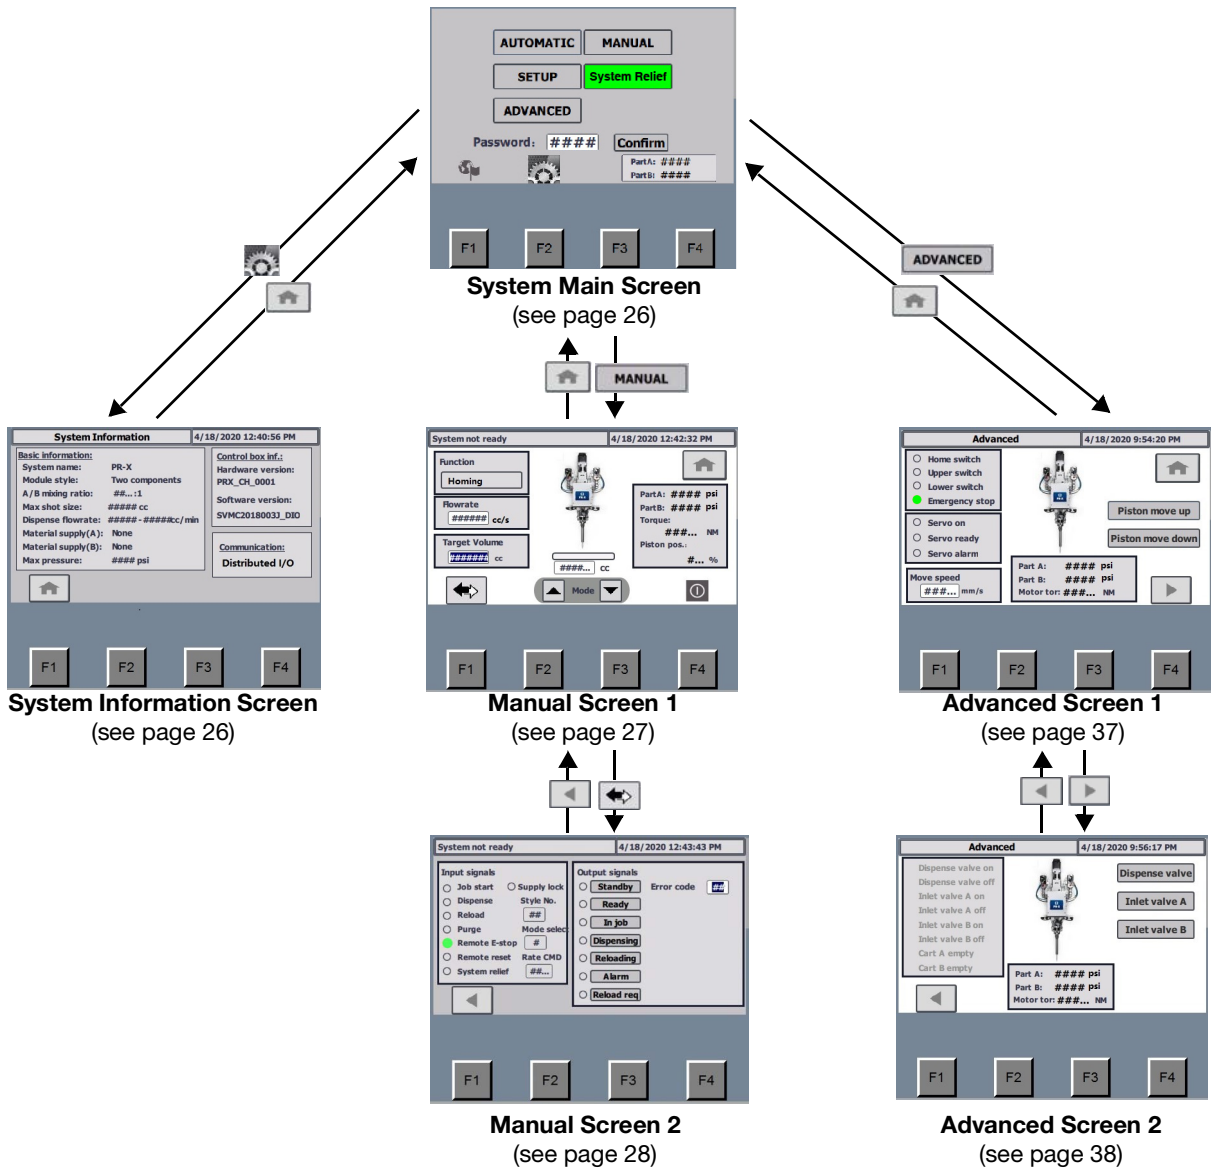 AUTOMATIC MANUAL
SETUP System Relief
ADVANCED
Password: #### Confirm
PartA: ####
PartB: ####
F1 F2 F3 F4
System Main Screen
(see page 26)
ADVANCED
MANUAL
System Information 4/18/2020 12:40:56 PM
Basic information:
System name: PR-X
Module style: Two components
A/B mixing ratio: ##...:1
Max shot size: ##### cc
Dispense flowrate: ##### - #####cc/min
Material supply(A): None
Material supply(B): None
Max pressure: #### psi
Control box inf.:
Hardware version:
PRX_CH_0001
Software version:
SVMC2018003J_DIO
Communication:
Distributed I/O
F1 F2 F3 F4
System Information Screen
(see page 26)
System not ready 4/18/2020 12:42:32 PM
Function
Homing
Flowrate
###### cc/s
Target Volume
####### cc
####... cc
Mode
PartA: #### psi
PartB: #### psi
Torque:
###... NM
Piston pos.:
#... %
F1 F2 F3 F4
Manual Screen 1
(see page 27)
Advanced 4/18/2020 9:54:20 PM
Home switch
Upper switch
Lower switch
Emergency stop
Servo on
Servo ready
Servo alarm
Move speed
###... mm/s
Piston move up
Piston move down
Part A: #### psi
Part B: #### psi
Motor tor: ###... NM
F1 F2 F3 F4
Advanced Screen 1
(see page 37)
System not ready 4/18/2020 12:43:43 PM
Input signals
Job start Supply lock
Dispense Style No.
Reload ##
Purge Mode selec
Remote E-stop #
Remote reset Rate CMD
System relief ##...
Output signals
Standby Error code ##
Ready
In job
Dispensing
Reloading
Alarm
Reload req
F1 F2 F3 F4
Manual Screen 2
(see page 28)
Advanced 4/18/2020 9:56:17 PM
Dispense valve on
Dispense valve off
Inlet valve A on
Inlet valve A off
Inlet valve B on
Inlet valve B off
Cart A empty
Cart B empty
Dispense valve
Inlet valve A
Inlet valve B
Part A: #### psi
Part B: #### psi
Motor tor: ###... NM
F1 F2 F3 F4
Advanced Screen 2
(see page 38)